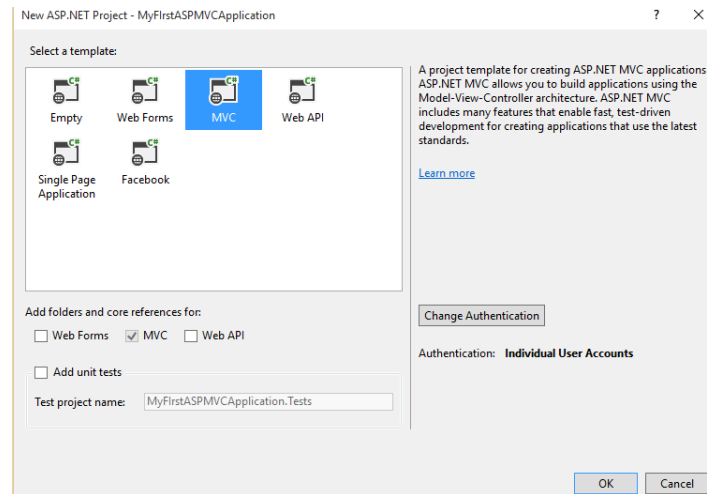 New ASP.NET Project - MyFIrstASPMVCApplication
? ×
Select a template:
C# C# C# C#
Empty Web Forms MVC Web API
C# C#
Single Page Application Facebook
A project template for creating ASP.NET MVC applications
ASP.NET MVC allows you to build applications using the
Model-View-Controller architecture. ASP.NET MVC
includes many features that enable fast, test-driven
development for creating applications that use the latest
standards.
Learn more
Add folders and core references for:
Web Forms MVC Web API
Add unit tests
Test project name: MyFIrstASPMVCApplication.Tests
Change Authentication
Authentication: Individual User Accounts
OK Cancel